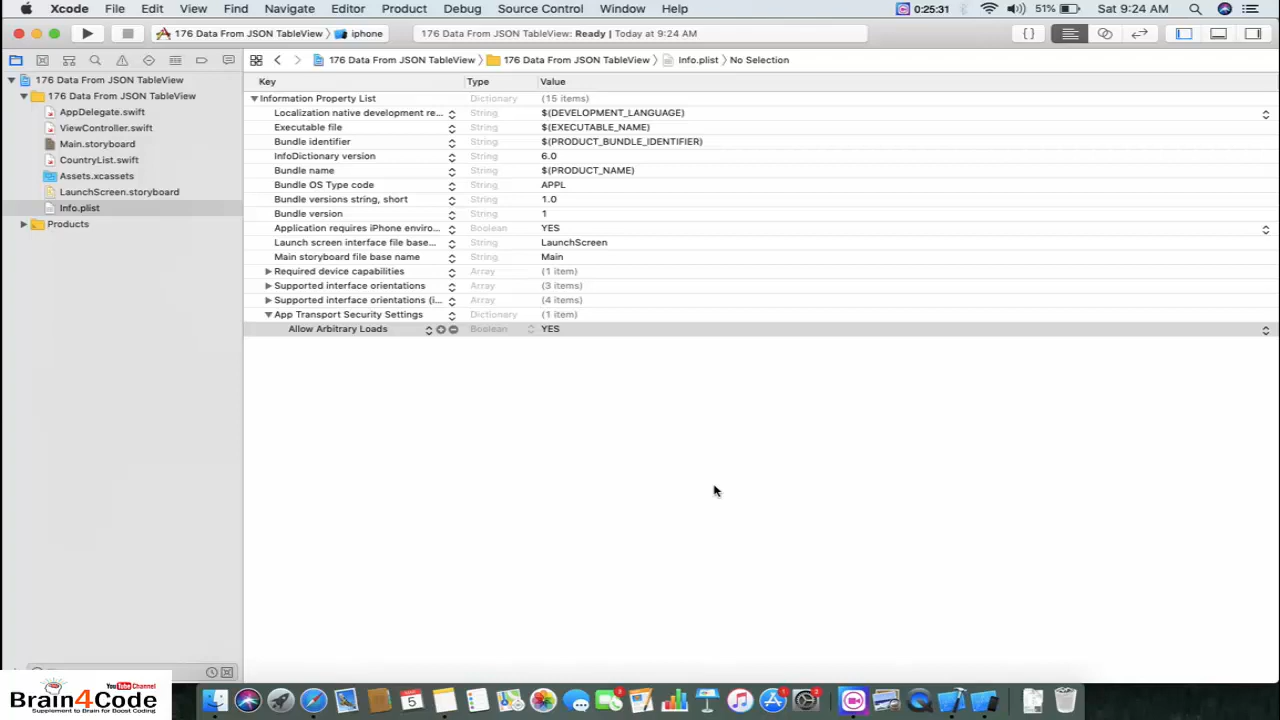 Xcode File Edit View Find Navigate Editor Product Debug Source Control Window Help 0:25:31 51% Sat 9:24 AM
176 Data From JSON TableView iphone 176 Data From JSON TableView: Ready | Today at 9:24 AM { }
176 Data From JSON TableView 176 Data From JSON TableView Info.plist No Selection
176 Data From JSON TableView
176 Data From JSON TableView
AppDelegate.swift
ViewController.swift
Main.storyboard
CountryList.swift
Assets.xcassets
LaunchScreen.storyboard
Info.plist
Products
Key Type Value
Information Property List Dictionary (15 items)
Localization native development re... String $(DEVELOPMENT_LANGUAGE)
Executable file String $(EXECUTABLE_NAME)
Bundle identifier String $(PRODUCT_BUNDLE_IDENTIFIER)
InfoDictionary version String 6.0
Bundle name String $(PRODUCT_NAME)
Bundle OS Type code String APPL
Bundle versions string, short String 1.0
Bundle version String 1
Application requires iPhone enviro... Boolean YES
Launch screen interface file base... String LaunchScreen
Main storyboard file base name String Main
Required device capabilities Array (1 item)
Supported interface orientations Array (3 items)
Supported interface orientations (i... Array (4 items)
App Transport Security Settings Dictionary (1 item)
Allow Arbitrary Loads Boolean YES
YouTube Channel
Brain4Code
Supplement to Brain for Boost Coding
5